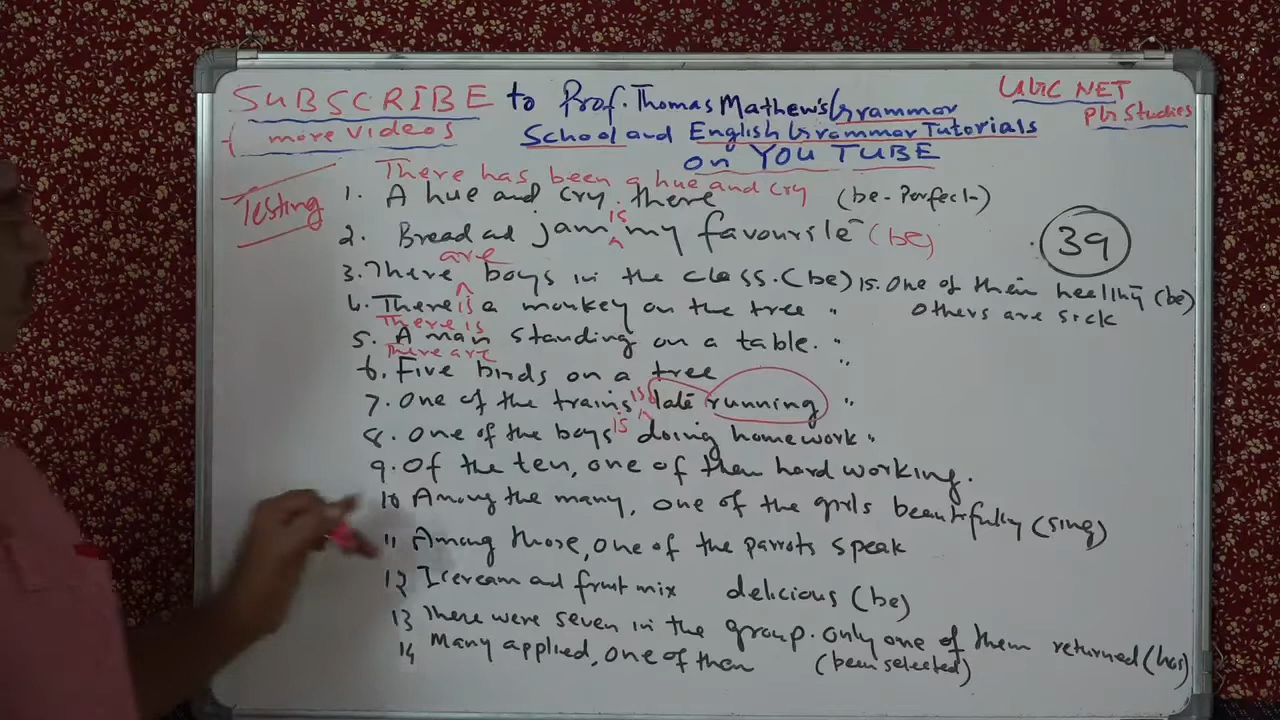 SUBSCRIBE to Prof. Thomas Mathew's Grammar
UGC NET
PG Studies
more videos School and English Grammar Tutorials
on YOU TUBE
Testing
There has been a hue and cry
1. A hue and cry there (be-Perfect)
39
2. Bread ad jam is my favourite (be)
are
3. There boys in the class. (be) is. One of them healthy (be)
4. There is a monkey on the tree " others are sick
There is
5. A man standing on a table. "
There are
6. Five birds on a tree "
7. One of the trains is late running "
8. One of the boys is doing homework "
9. Of the ten, one of them hard working.
10 Among the many, one of the girls beautifully (sing)
11 Among those, one of the parrots speak
12 Icecream and fruit mix delicious (be)
13 There were seven in the group. Only one of them returned (has)
14 Many applied, one of them (been selected)